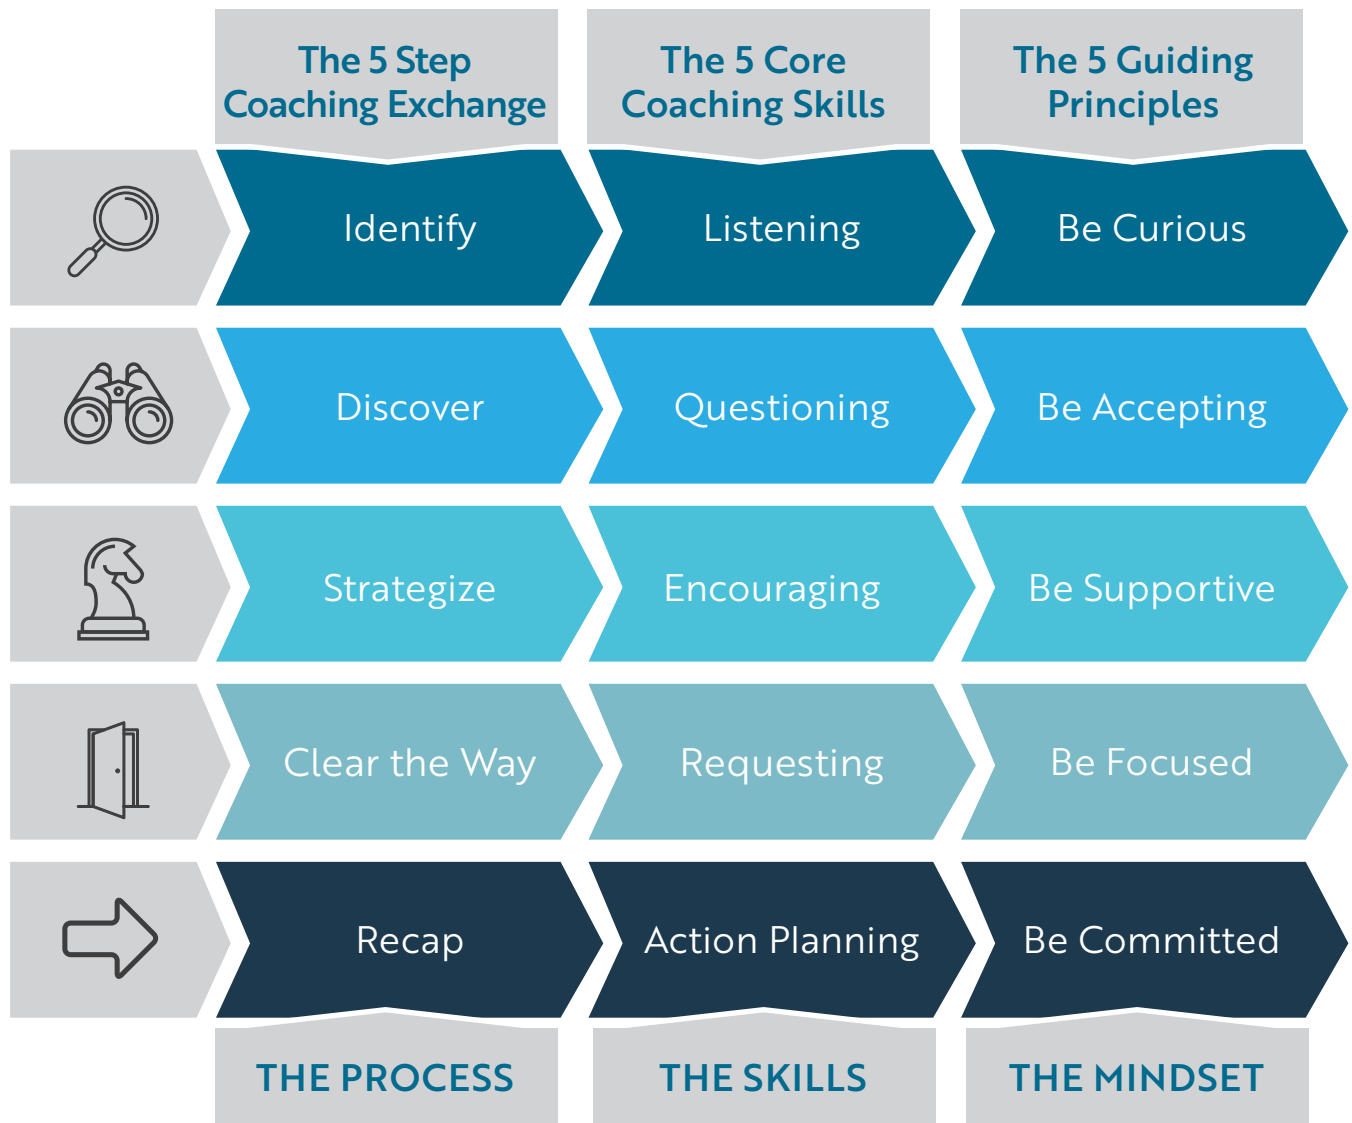 The 5 Step
Coaching Exchange
The 5 Core
Coaching Skills
The 5 Guiding
Principles
Identify
Listening
Be Curious
Discover
Questioning
Be Accepting
Strategize
Encouraging
Be Supportive
Clear the Way
Requesting
Be Focused
Recap
Action Planning
Be Committed
THE PROCESS
THE SKILLS
THE MINDSET